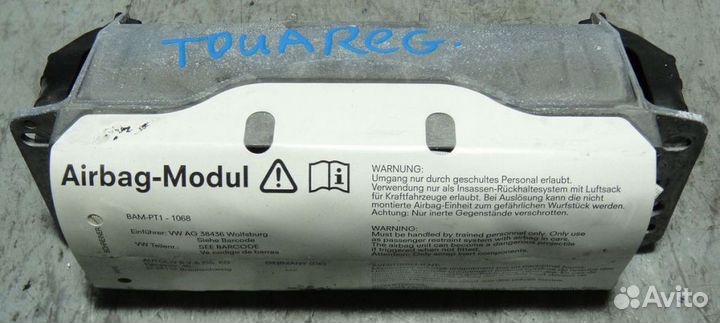 TOUAREG.
Airbag-Modul
BAM-PT1 - 1068
Einführer: VW AG 38436 Wolfsburg
Siehe Barcode
VW Teilenr.: SEE BARCODE
Ve codigo de barras
WARNUNG:
Umgang nur durch geschultes Personal erlaubt.
Verwendung nur als Insassen-Rückhaltesystem mit Luftsack
für Kraftfahrzeuge erlaubt. Bei Auslösung kann die nicht
montierte Airbag-Einheit zum gefährlichen Wurfstück werden.
Achtung: Nur inerte Gegenstände verschrotten.
WARNING:
Must be handled by trained personnel only. Only use
as passenger restraint system with airbag in cars.
The airbag unit can become a dangerous projectile
if triggered when not in
Attention: Only scrap inert components.
Avito